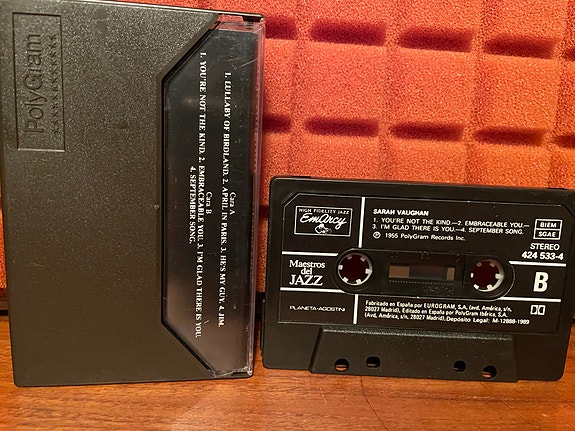 PolyGram
Cara A
1. LULLABY OF BIRDLAND. 2. APRIL IN PARIS. 3. HE'S MY GUY. 4. JIM.
Cara B
1. YOU'RE NOT THE KIND. 2. EMBRACEABLE YOU. 3. I'M GLAD THERE IS YOU.
4. SEPTEMBER SONG.
HIGH FIDELITY JAZZ
EmArcy
SARAH VAUGHAN
1. YOU'RE NOT THE KIND.—2. EMBRACEABLE YOU.—
3. I'M GLAD THERE IS YOU.—4. SEPTEMBER SONG.
Ⓟ 1955 PolyGram Records Inc.
BIEM
SGAE
STEREO
424 533-4
Maestros
del
JAZZ
B
PLANETA-AGOSTINI
Fabricado en España por EUROGRAM, S.A. (avd. América, s/n,
28027 Madrid), Editado en España por PolyGram Ibérica, S.A.
(Avd, América, s/n, 28027 Madrid),Depósito Legal: M-12888-1989